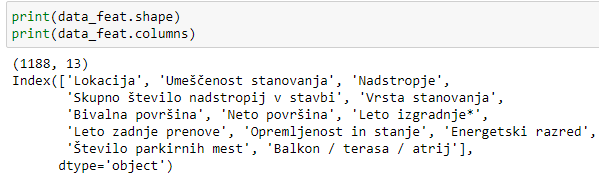 print(data_feat.shape)
print(data_feat.columns)
(1188, 13)
Index(['Lokacija', 'Umeščenost stanovanja', 'Nadstropje',
'Skupno število nadstropij v stavbi', 'Vrsta stanovanja',
'Bivalna površina', 'Neto površina', 'Leto izgradnje*',
'Leto zadnje prenove', 'Opremljenost in stanje', 'Energetski razred',
'Število parkirnih mest', 'Balkon / terasa / atrij'],
dtype='object')